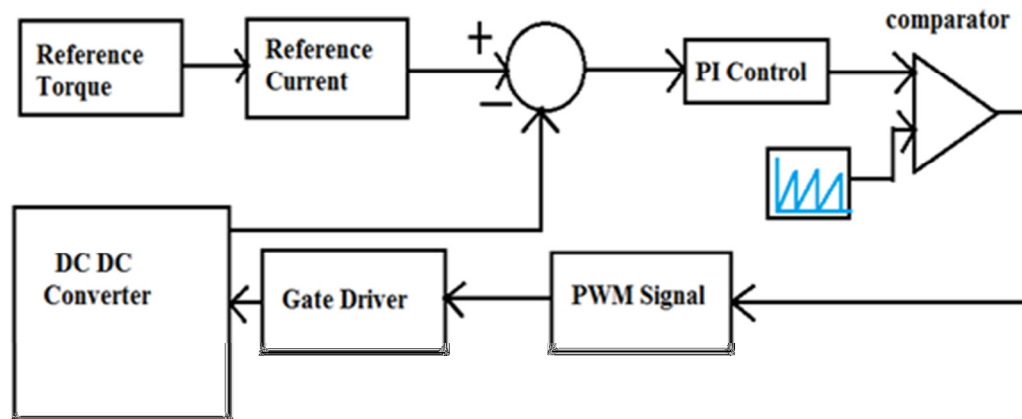 comparator
Reference
Torque
Reference
Current
+
−
PI Control
DC DC
Converter
Gate Driver
PWM Signal